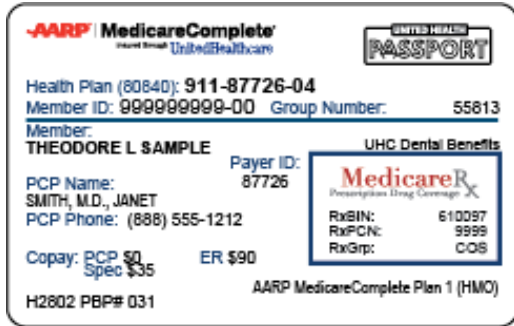 AARP | MedicareComplete®
insured through UnitedHealthcare
UNITED HEALTH
PASSPORT
Health Plan (80840): 911-87726-04
Member ID: 999999999-00 Group Number: 55813
Member:
THEODORE L SAMPLE
UHC Dental Benefits
Payer ID:
87726
PCP Name:
SMITH, M.D., JANET
PCP Phone: (888) 555-1212
MedicareRx
Prescription Drug Coverage
RxBIN: 610097
RxPCN: 9999
RxGrp: COS
Copay: PCP $0 ER $90
Spec $35
AARP MedicareComplete Plan 1 (HMO)
H2802 PBP# 031